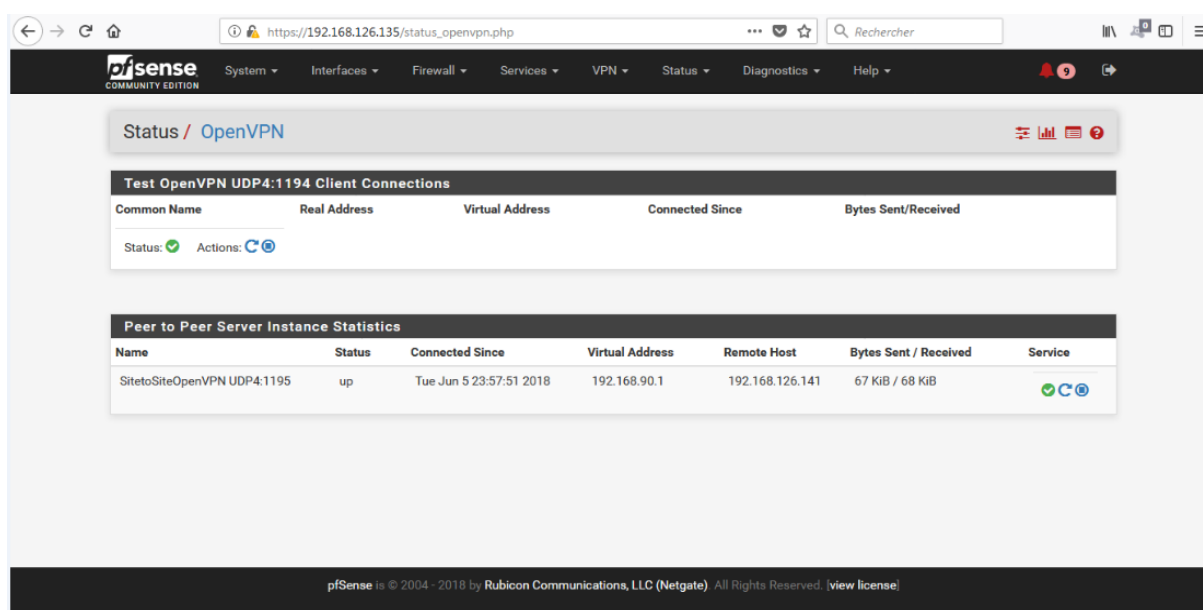 https://192.168.126.135/status_openvpn.php
Rechercher
0
pfsense
COMMUNITY EDITION
System Interfaces Firewall Services VPN Status Diagnostics Help 9
Status / OpenVPN
Test OpenVPN UDP4:1194 Client Connections
Common Name Real Address Virtual Address Connected Since Bytes Sent/Received
Status: Actions:
Peer to Peer Server Instance Statistics
Name Status Connected Since Virtual Address Remote Host Bytes Sent / Received Service
SitetoSiteOpenVPN UDP4:1195 up Tue Jun 5 23:57:51 2018 192.168.90.1 192.168.126.141 67 KiB / 68 KiB
pfSense is © 2004 - 2018 by Rubicon Communications, LLC (Netgate). All Rights Reserved. [view license]